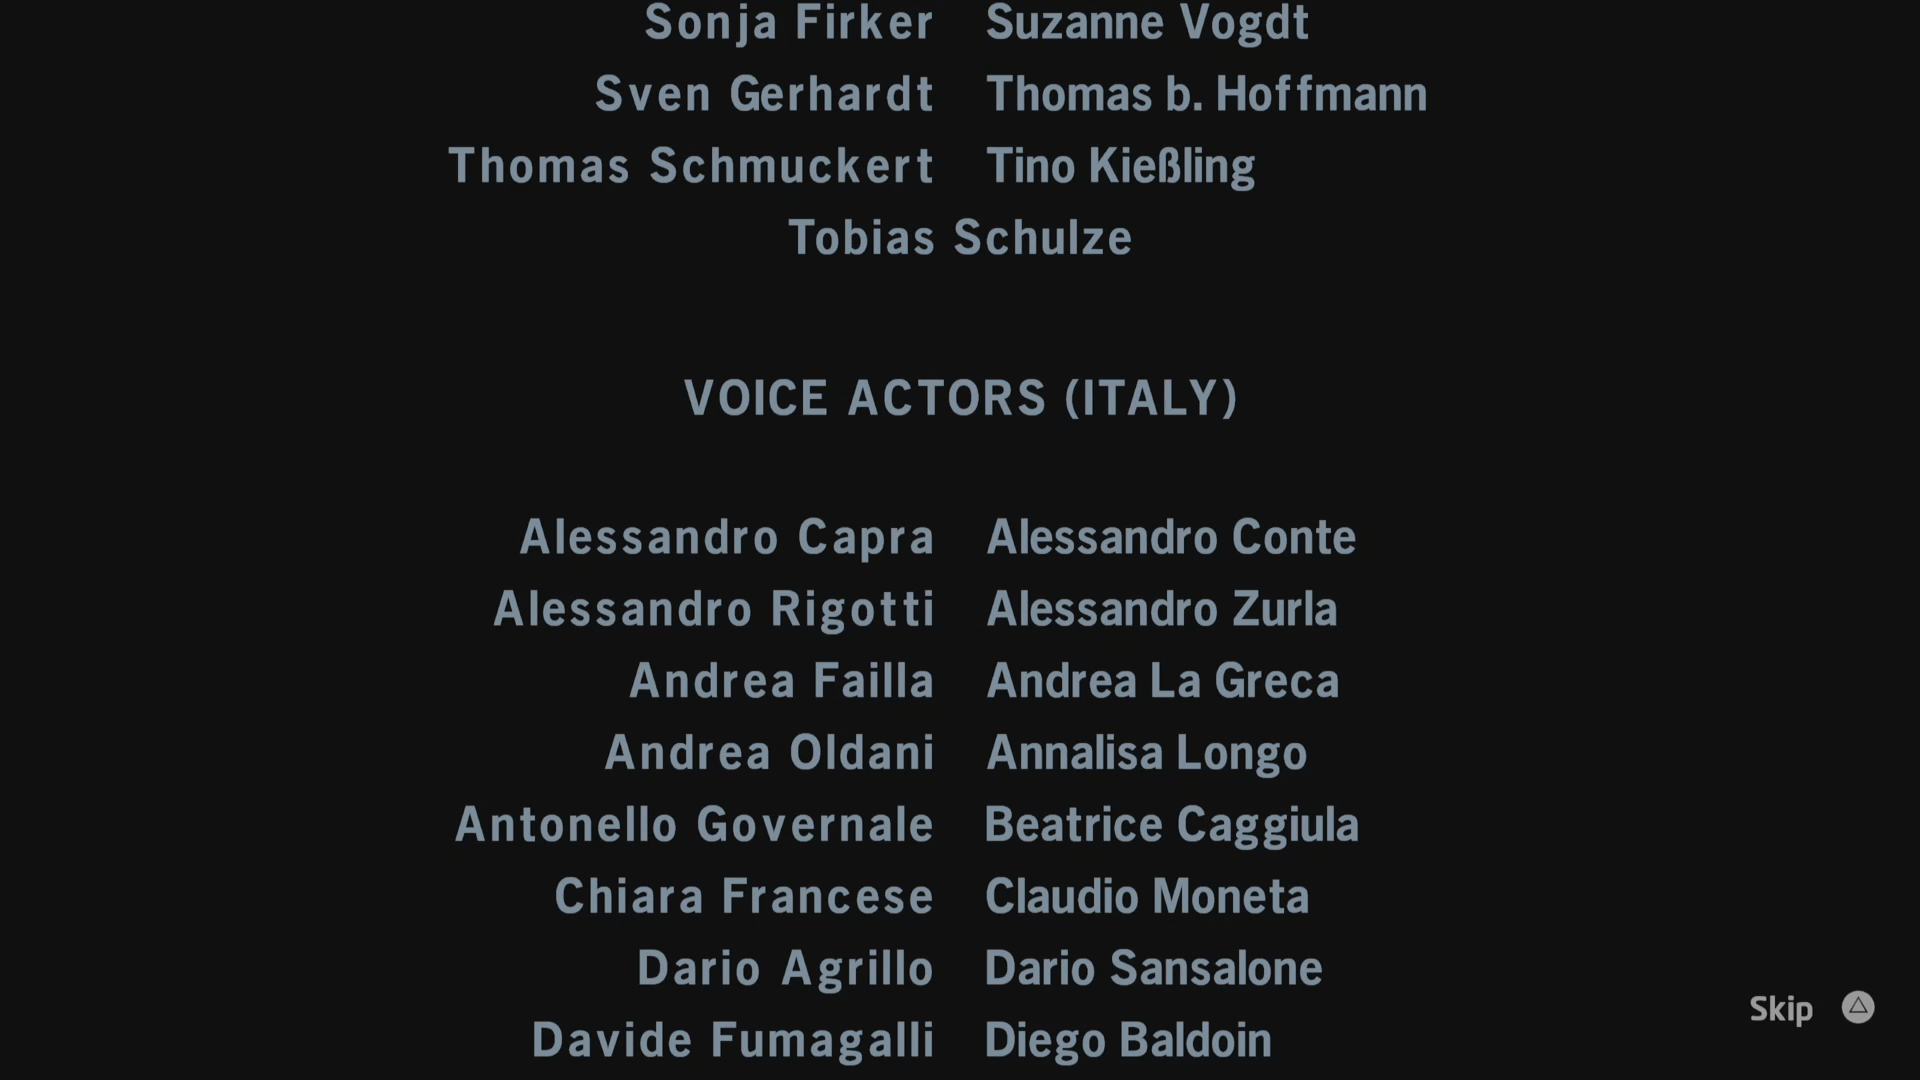 Sonja Firker Suzanne Vogdt
Sven Gerhardt Thomas b. Hoffmann
Thomas Schmuckert Tino Kießling
Tobias Schulze
VOICE ACTORS (ITALY)
Alessandro Capra Alessandro Conte
Alessandro Rigotti Alessandro Zurla
Andrea Failla Andrea La Greca
Andrea Oldani Annalisa Longo
Antonello Governale Beatrice Caggiula
Chiara Francese Claudio Moneta
Dario Agrillo Dario Sansalone
Davide Fumagalli Diego Baldoin
Skip